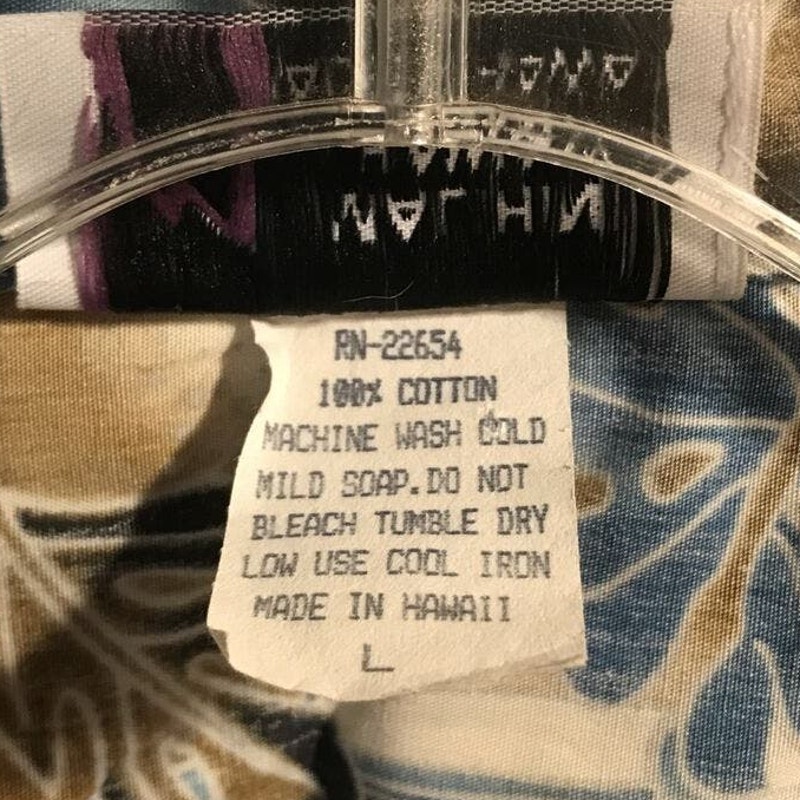 RN-22654
100% COTTON
MACHINE WASH COLD
MILD SOAP. DO NOT
BLEACH TUMBLE DRY
LOW USE COOL IRON
MADE IN HAWAII
L